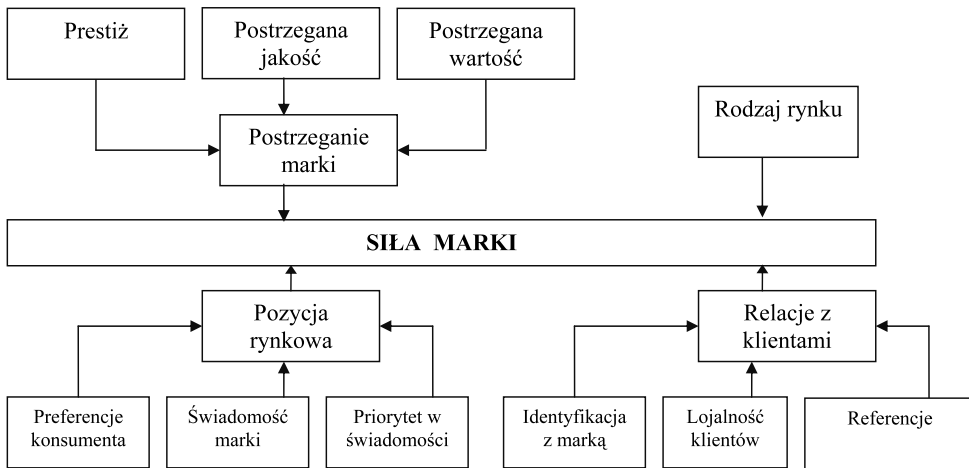 Prestiż
Postrzegana
jakość
Postrzegana
wartość
Rodzaj rynku
Postrzeganie
marki
SIŁA MARKI
Pozycja
rynkowa
Relacje z
klientami
Preferencje
konsumenta
Świadomość
marki
Priorytet w
świadomości
Identyfikacja
z marką
Lojalność
klientów
Referencje